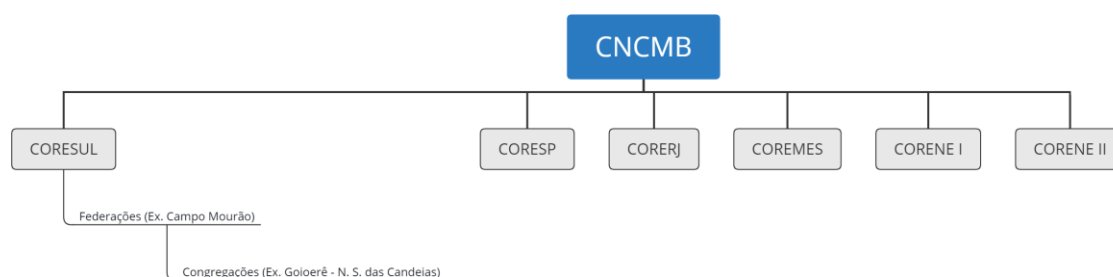 CNCMB
CORESUL
CORESP
CORERJ
COREMES
CORENE I
CORENE II
Federações (Ex. Campo Mourão)
Congregações (Ex. Goioerê - N. S. das Candeias)